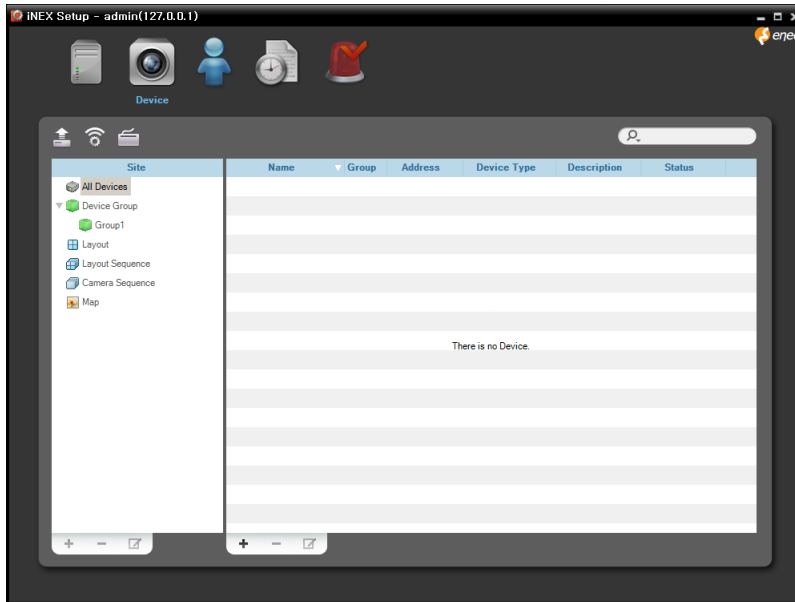 iNEX Setup - admin(127.0.0.1)
Device
Site
Name Group Address Device Type Description Status
All Devices
Device Group
Group1
Layout
Layout Sequence
Camera Sequence
Map
There is no Device.